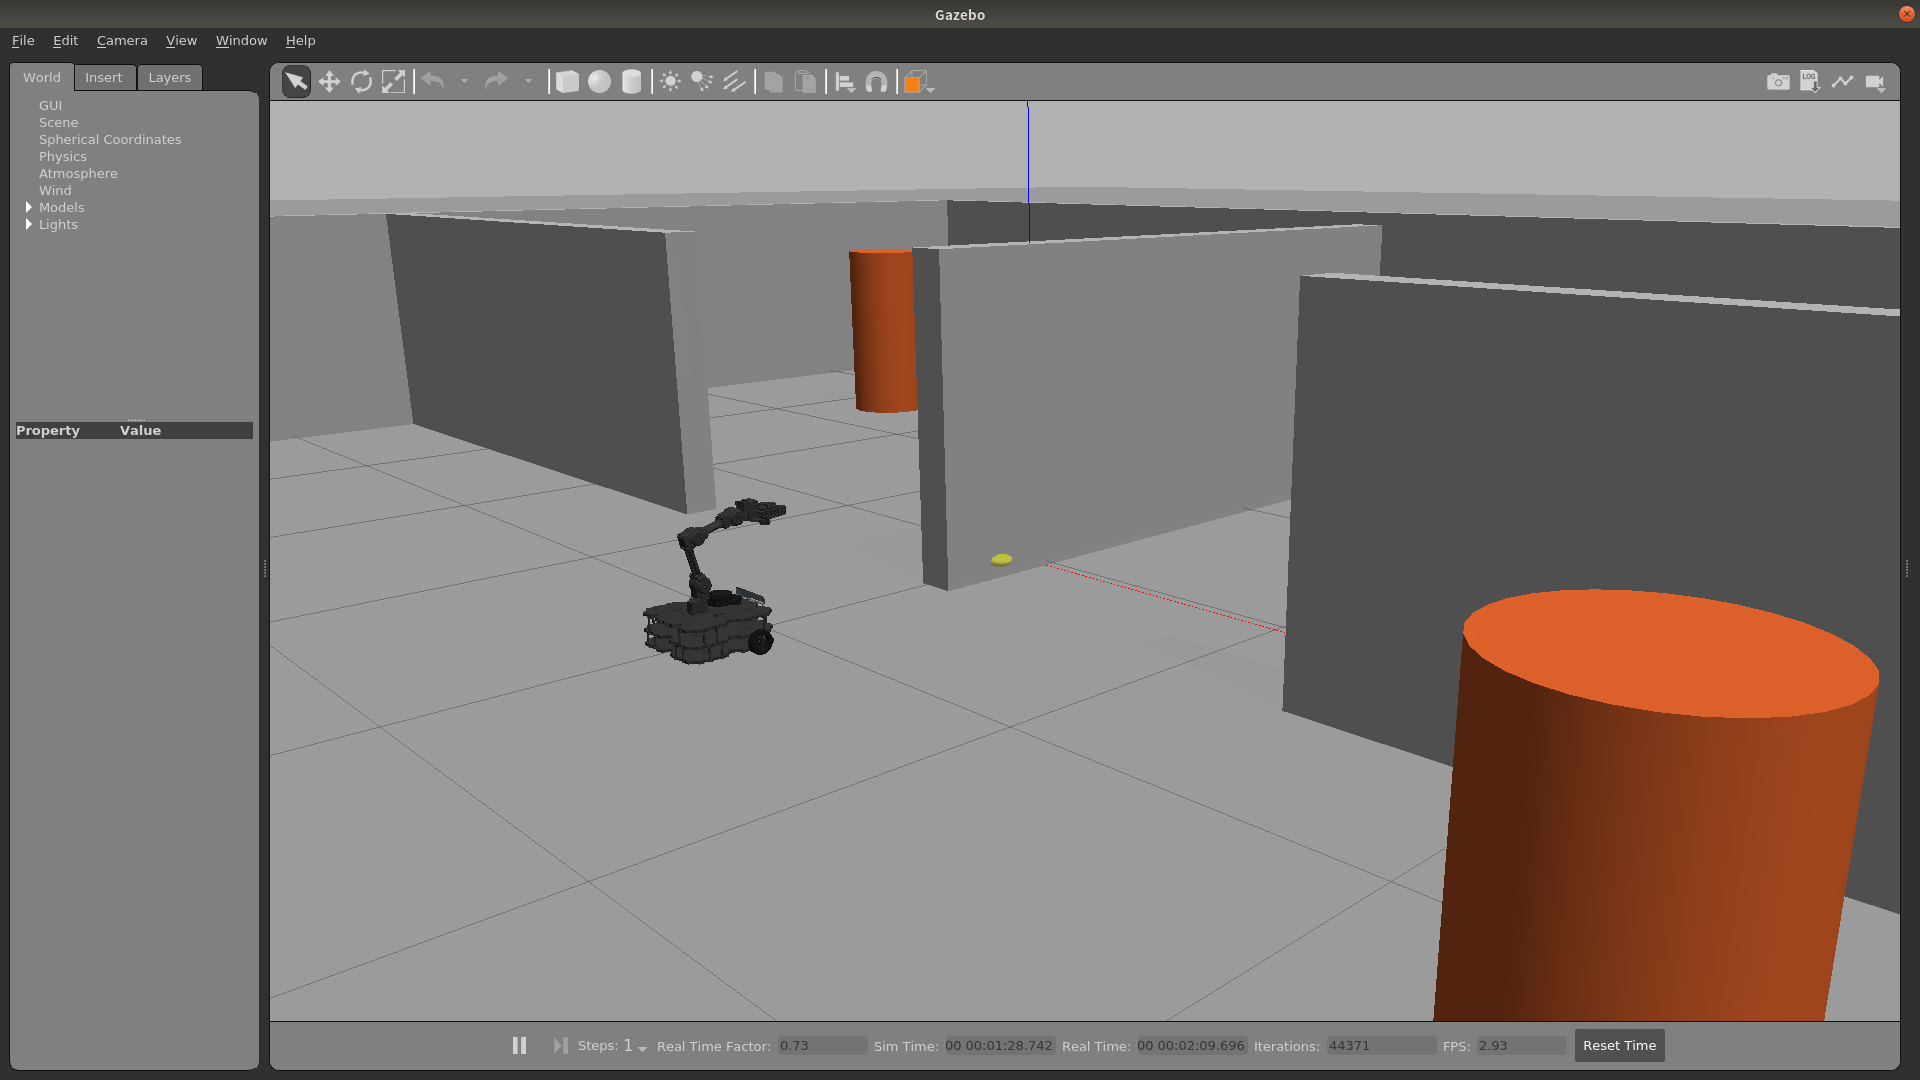 Gazebo
File Edit Camera View Window Help
World Insert Layers
GUI
Scene
Spherical Coordinates
Physics
Atmosphere
Wind
Models
Lights
Property Value
LOG
Steps: 1 Real Time Factor: 0.73 Sim Time: 00 00:01:28.742 Real Time: 00 00:02:09.696 Iterations: 44371 FPS: 2.93 Reset Time